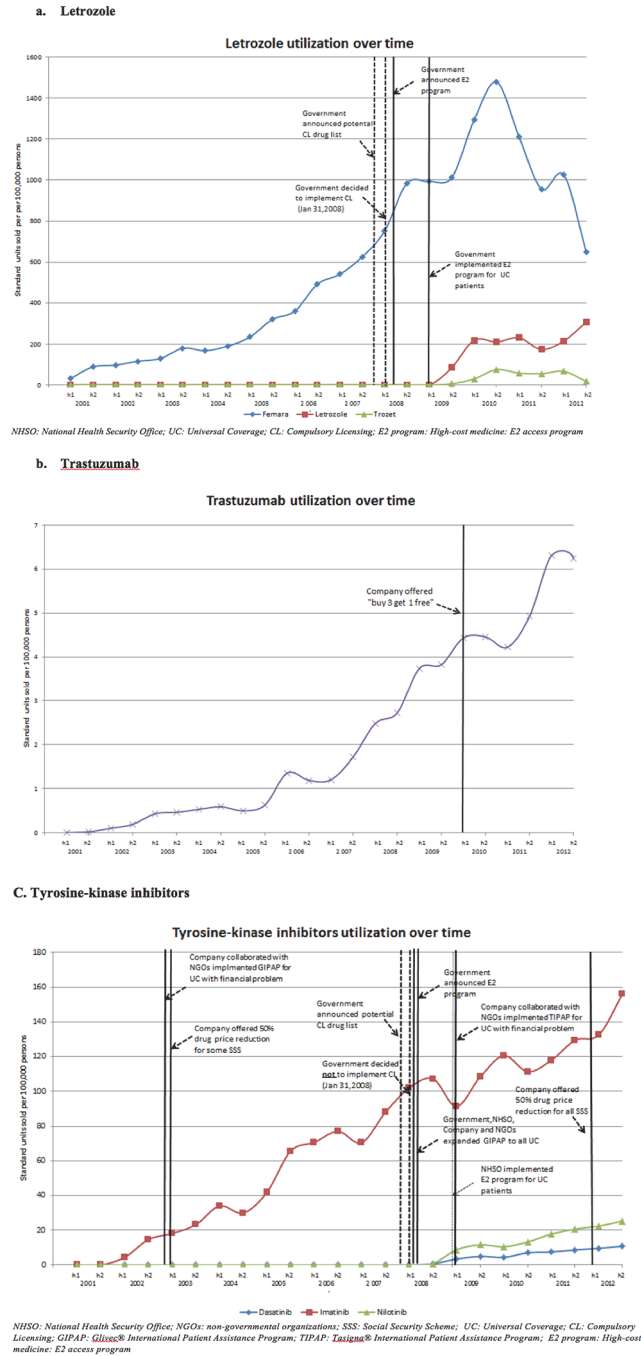 a. Letrozole
Letrozole utilization over time
Standard units sold per per100,000 persons
1600
1400
1200
1000
800
600
400
200
0
Government
announced E2
program
Government
announced potental
CL drug list
Government decided
to implement CL
(Jan 31,2008)
Government
implemented E2
program for UC
patients
h1 h2 h1 h2 h1 h2 h1 h2 h1 h2 h1 h2 h1 h2 h1 h2 h1 h2 h1 h2 h1 h2 h1 h2
2001 2002 2003 2004 2005 2 006 2 007 2008 2009 2010 2011 2012
Femara Letrozole Trozet
NHSO: National Health Security Office; UC: Universal Coverage; CL: Compulsory Licensing; E2 program: High-cost medicine: E2 access program
b. Trastuzumab
Trastuzumab utilization over time
Standard units sold per 100,000 persons
7
6
5
4
3
2
1
0
Company offered
"buy 3 get 1 free"
h1 h2 h1 h2 h1 h2 h1 h2 h1 h2 h1 h2 h1 h2 h1 h2 h1 h2 h1 h2 h1 h2 h1 h2
2001 2002 2003 2004 2005 2 006 2 007 2008 2009 2010 2011 2012
C. Tyrosine-kinase inhibitors
Tyrosine-kinase inhibitors utilization over time
Standard units sold per 100,000 persons
180
160
140
120
100
80
60
40
20
0
Company collaborated with
NGOs implmented GIPAP for
UC with financial problem
Company offered 50%
drug price reduction
for some SSS
Government
announced potential
CL drug list
Government decided
not to implement CL
(Jan 31,2008)
Government
announced E2
program
Company collaborated with
NGOs implmented TIPAP for
UC with financial problem
Government,NHSO,
Company and NGOs
expanded GIPAP to all UC
NHSO implemented
E2 program for UC
patients
Company offered
50% drug price
reduction for all SSS
h1 h2 h1 h2 h1 h2 h1 h2 h1 h2 h1 h2 h1 h2 h1 h2 h1 h2 h1 h2 h1 h2 h1 h2
2001 2002 2003 2004 2005 2 006 2 007 2008 2009 2010 2011 2012
Dasatinib Imatinib Nilotinib
NHSO: National Health Security Office; NGOs: non-governmental organizations; SSS: Social Security Scheme; UC: Universal Coverage; CL: Compulsory
Licensing; GIPAP: Glivec® International Patient Assistance Program; TIPAP: Tasigna® International Patient Assistance Program; E2 program: High-cost
medicine: E2 access program